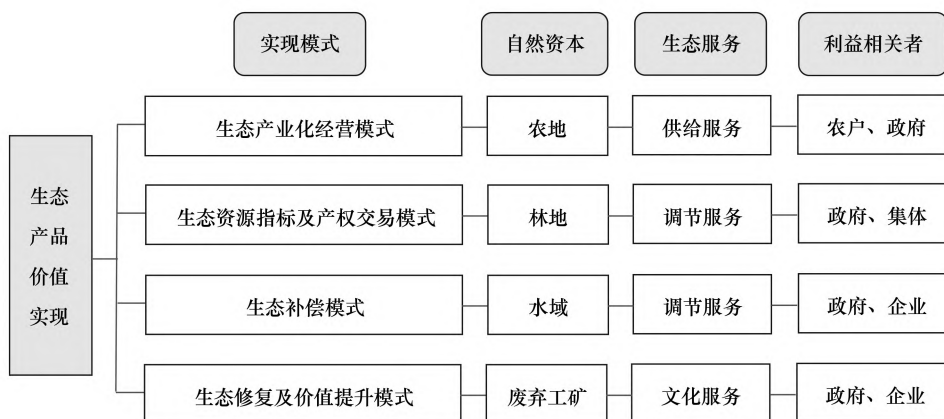 实现模式 自然资本 生态服务 利益相关者
生态产业化经营模式 农地 供给服务 农户、政府
生态资源指标及产权交易模式 林地 调节服务 政府、集体
生态补偿模式 水域 调节服务 政府、企业
生态修复及价值提升模式 废弃工矿 文化服务 政府、企业
生态
产品
价值
实现